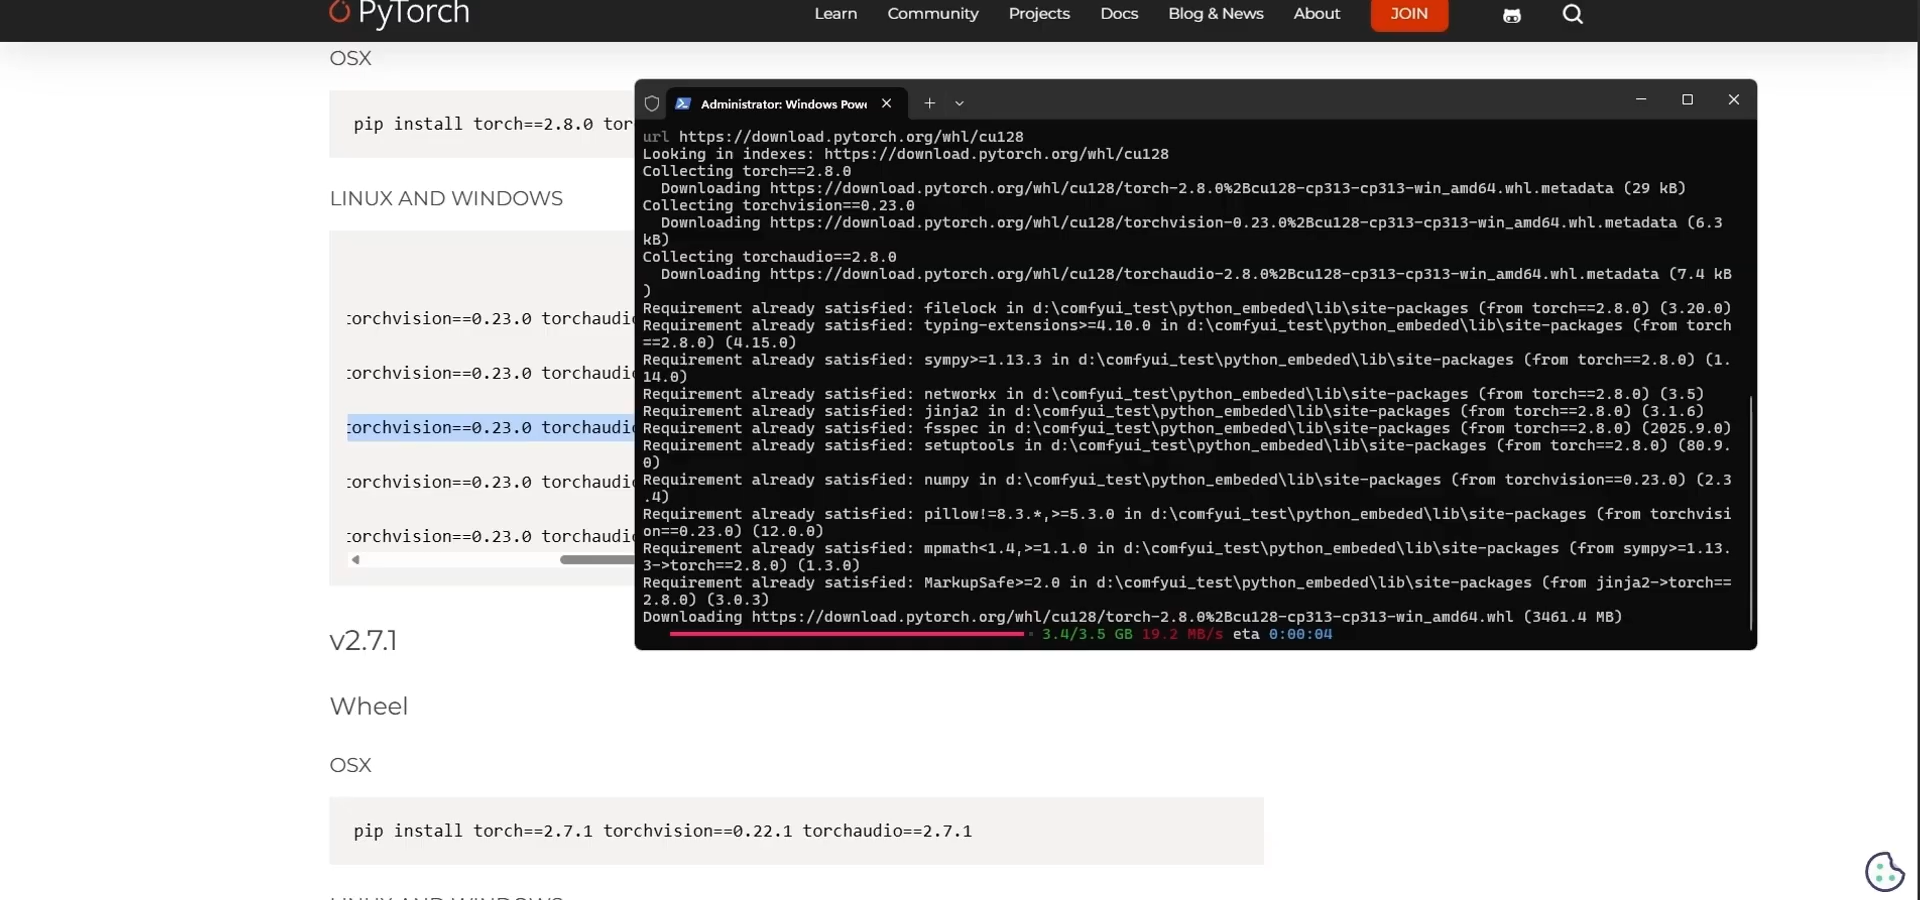 PyTorch
Learn Community Projects Docs Blog & News About JOIN
OSX
pip install torch==2.8.0 tor
LINUX AND WINDOWS
torchvision==0.23.0 torchaudio
torchvision==0.23.0 torchaudio
torchvision==0.23.0 torchaudio
torchvision==0.23.0 torchaudio
torchvision==0.23.0 torchaudio
Administrator: Windows Powe
url https://download.pytorch.org/whl/cu128
Looking in indexes: https://download.pytorch.org/whl/cu128
Collecting torch==2.8.0
Downloading https://download.pytorch.org/whl/cu128/torch-2.8.0%2Bcu128-cp313-cp313-win_amd64.whl.metadata (29 kB)
Collecting torchvision==0.23.0
Downloading https://download.pytorch.org/whl/cu128/torchvision-0.23.0%2Bcu128-cp313-cp313-win_amd64.whl.metadata (6.3
kB)
Collecting torchaudio==2.8.0
Downloading https://download.pytorch.org/whl/cu128/torchaudio-2.8.0%2Bcu128-cp313-cp313-win_amd64.whl.metadata (7.4 kB
)
Requirement already satisfied: filelock in d:\comfyui_test\python_embeded\lib\site-packages (from torch==2.8.0) (3.20.0)
Requirement already satisfied: typing-extensions>=4.10.0 in d:\comfyui_test\python_embeded\lib\site-packages (from torch
==2.8.0) (4.15.0)
Requirement already satisfied: sympy>=1.13.3 in d:\comfyui_test\python_embeded\lib\site-packages (from torch==2.8.0) (1.
14.0)
Requirement already satisfied: networkx in d:\comfyui_test\python_embeded\lib\site-packages (from torch==2.8.0) (3.5)
Requirement already satisfied: jinja2 in d:\comfyui_test\python_embeded\lib\site-packages (from torch==2.8.0) (3.1.6)
Requirement already satisfied: fsspec in d:\comfyui_test\python_embeded\lib\site-packages (from torch==2.8.0) (2025.9.0)
Requirement already satisfied: setuptools in d:\comfyui_test\python_embeded\lib\site-packages (from torch==2.8.0) (80.9.
0)
Requirement already satisfied: numpy in d:\comfyui_test\python_embeded\lib\site-packages (from torchvision==0.23.0) (2.3
.4)
Requirement already satisfied: pillow!=8.3.*,>=5.3.0 in d:\comfyui_test\python_embeded\lib\site-packages (from torchvisi
on==0.23.0) (12.0.0)
Requirement already satisfied: mpmath<1.4,>=1.1.0 in d:\comfyui_test\python_embeded\lib\site-packages (from sympy>=1.13.
3->torch==2.8.0) (1.3.0)
Requirement already satisfied: MarkupSafe>=2.0 in d:\comfyui_test\python_embeded\lib\site-packages (from jinja2->torch==
2.8.0) (3.0.3)
Downloading https://download.pytorch.org/whl/cu128/torch-2.8.0%2Bcu128-cp313-cp313-win_amd64.whl (3461.4 MB)
3.4/3.5 GB 19.2 MB/s eta 0:00:04
v2.7.1
Wheel
OSX
pip install torch==2.7.1 torchvision==0.22.1 torchaudio==2.7.1
LINUX AND WINDOWS